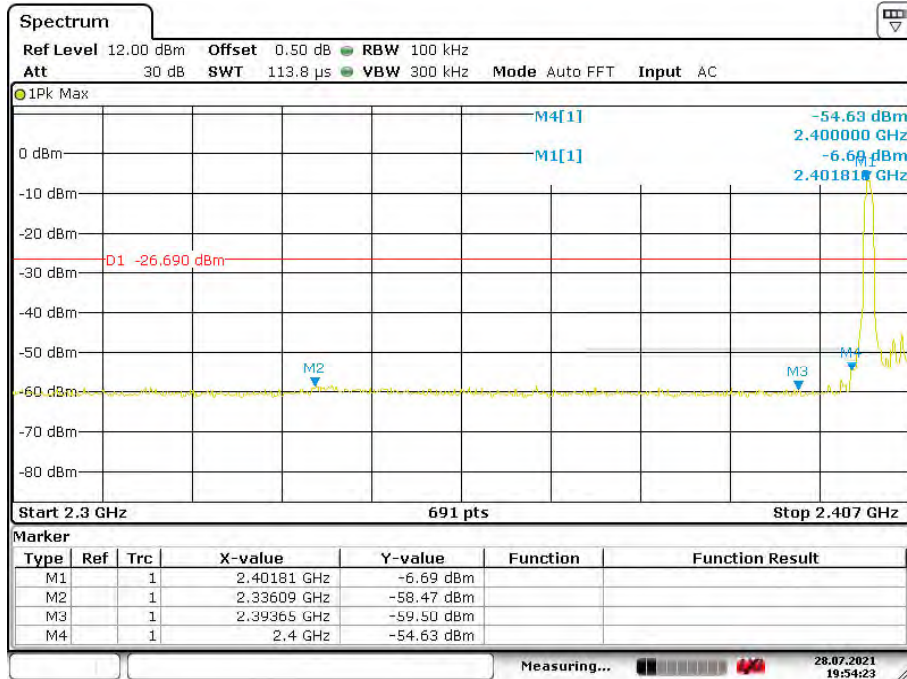 Spectrum
Ref Level 12.00 dBm Offset 0.50 dB RBW 100 kHz
Att 30 dB SWT 113.8 µs VBW 300 kHz Mode Auto FFT Input AC
1Pk Max
M4[1] -54.63 dBm
2.400000 GHz
0 dBm
M1[1] -6.69 dBm
M1
2.401810 GHz
-10 dBm
-20 dBm
D1 -26.690 dBm
-30 dBm
-40 dBm
-50 dBm
M4
M2
M3
-60 dBm
-70 dBm
-80 dBm
Start 2.3 GHz 691 pts Stop 2.407 GHz
Marker
Type Ref Trc X-value Y-value Function Function Result
M1 1 2.40181 GHz -6.69 dBm
M2 1 2.33609 GHz -58.47 dBm
M3 1 2.39365 GHz -59.50 dBm
M4 1 2.4 GHz -54.63 dBm
Measuring... 28.07.2021
19:54:23